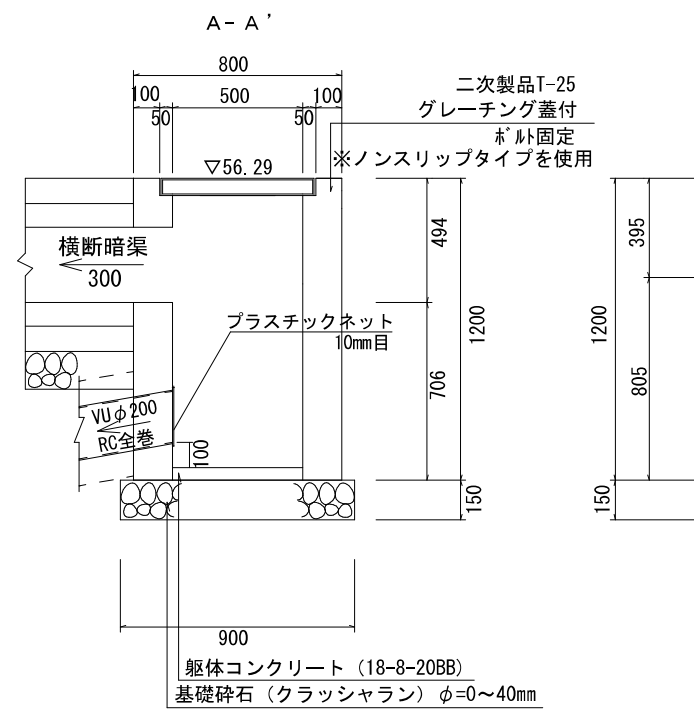 A-A'
800
100
500
100
50
50
二次製品T-25
グレーチング蓋付
ボルト固定
※ノンスリップタイプを使用
▽56.29
横断暗渠
300
494
395
1200
1200
プラスチックネット
10mm目
706
805
VUφ200
RC全巻
100
150
150
900
躯体コンクリート（18-8-20BB)
基礎砕石（クラッシャラン）φ=0～40mm